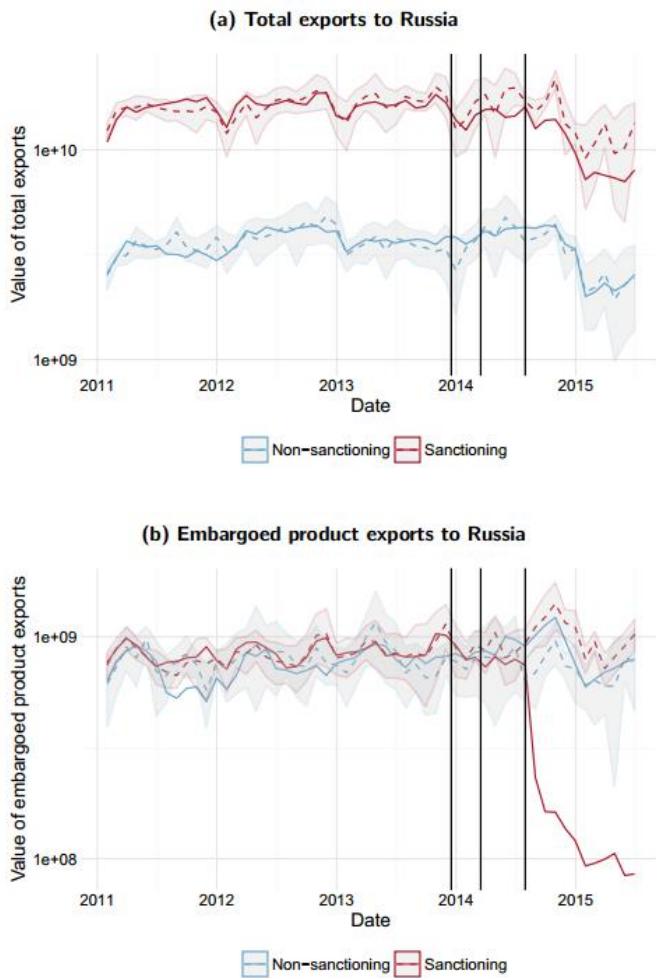 (a) Total exports to Russia
Value of total exports
1e+10
1e+09
2011 2012 2013 2014 2015
Date
Non−sanctioning Sanctioning
(b) Embargoed product exports to Russia
Value of embargoed product exports
1e+09
1e+08
2011 2012 2013 2014 2015
Date
Non−sanctioning Sanctioning